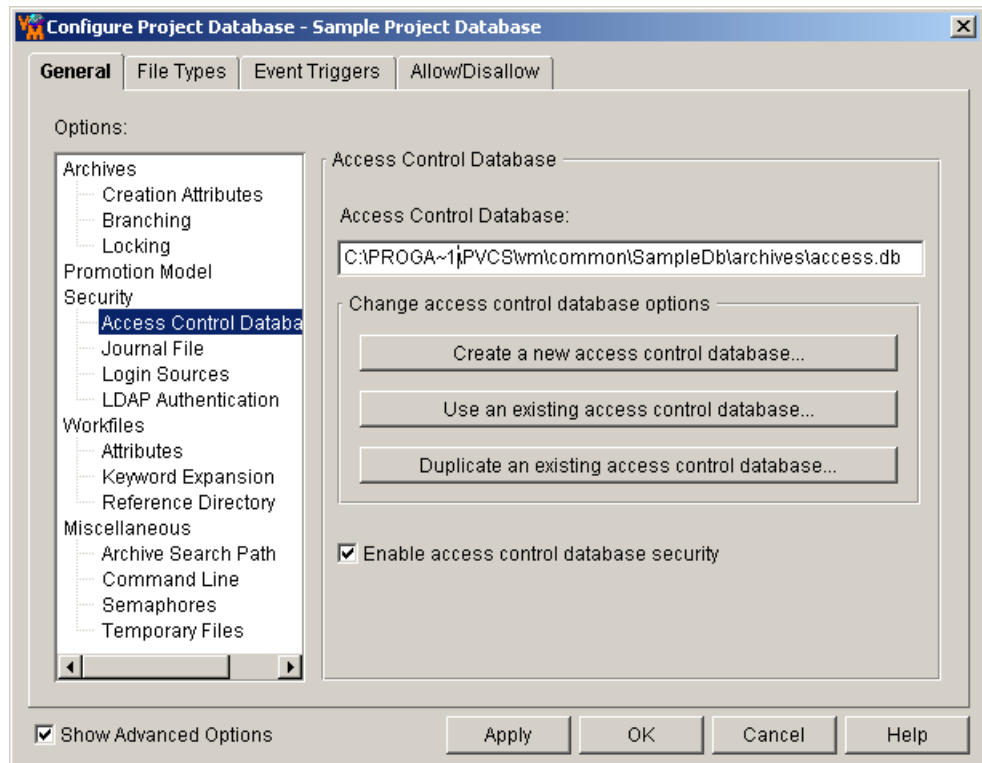 VM Configure Project Database - Sample Project Database
General File Types Event Triggers Allow/Disallow
Options:
Archives
Creation Attributes
Branching
Locking
Promotion Model
Security
Access Control Databa
Journal File
Login Sources
LDAP Authentication
Workfiles
Attributes
Keyword Expansion
Reference Directory
Miscellaneous
Archive Search Path
Command Line
Semaphores
Temporary Files
Access Control Database
Access Control Database:
C:\PROGA~1\PVCS\vm\common\SampleDb\archives\access.db
Change access control database options
Create a new access control database...
Use an existing access control database...
Duplicate an existing access control database...
Enable access control database security
Show Advanced Options
Apply OK Cancel Help